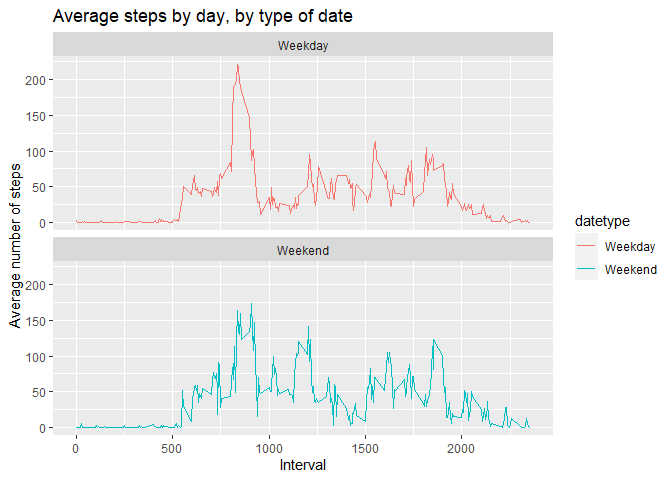 Average steps by day, by type of date
Weekday
200
150
100
50
0
Weekend
200
150
100
50
0
Average number of steps
0 500 1000 1500 2000
Interval
datetype
Weekday
Weekend